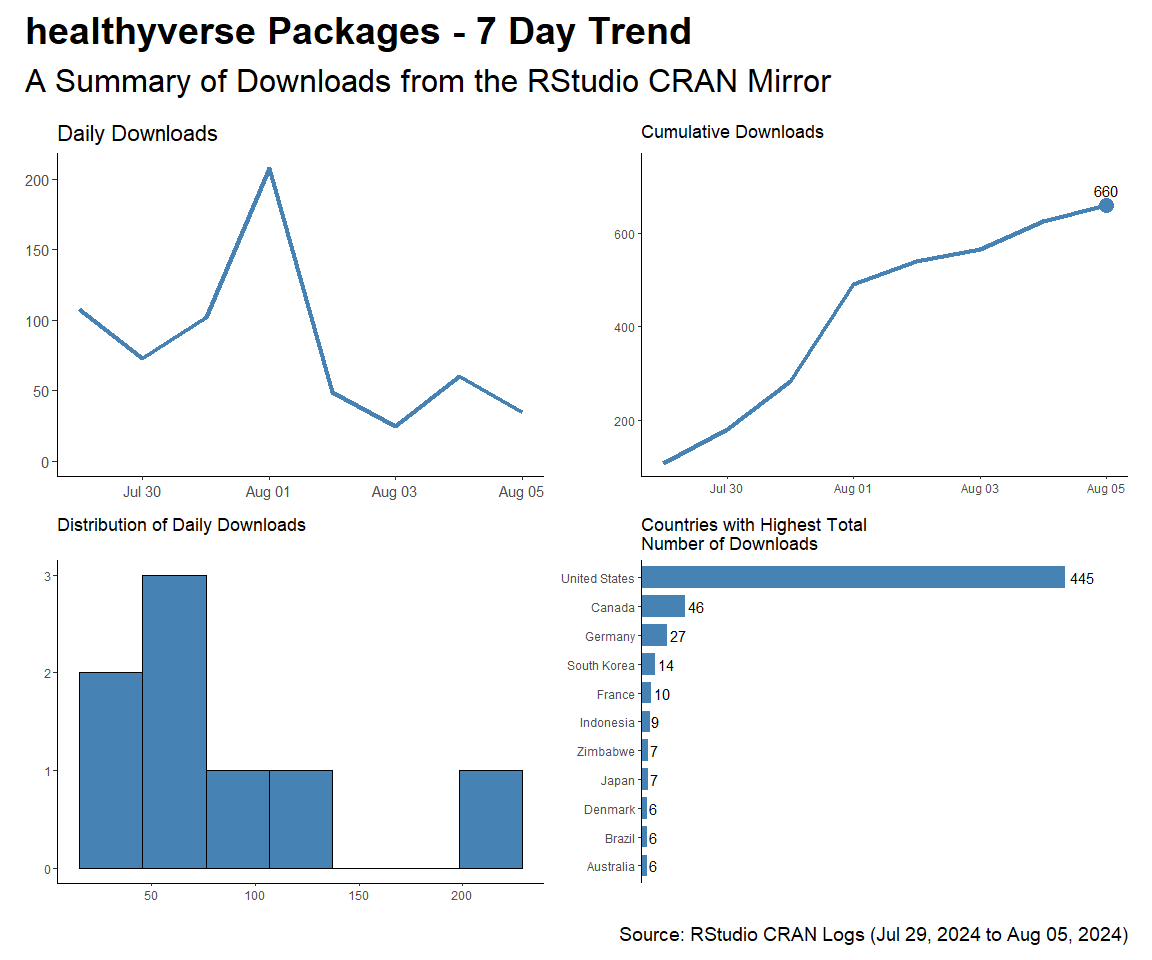 healthyverse Packages - 7 Day Trend
A Summary of Downloads from the RStudio CRAN Mirror
Daily Downloads
200
150
100
50
0
Jul 30
Aug 01
Aug 03
Aug 05
Cumulative Downloads
660
600
400
200
Jul 30
Aug 01
Aug 03
Aug 05
Distribution of Daily Downloads
3
2
1
0
50
100
150
200
Countries with Highest Total
Number of Downloads
United States 445
Canada 46
Germany 27
South Korea 14
France 10
Indonesia 9
Zimbabwe 7
Japan 7
Denmark 6
Brazil 6
Australia 6
Source: RStudio CRAN Logs (Jul 29, 2024 to Aug 05, 2024)